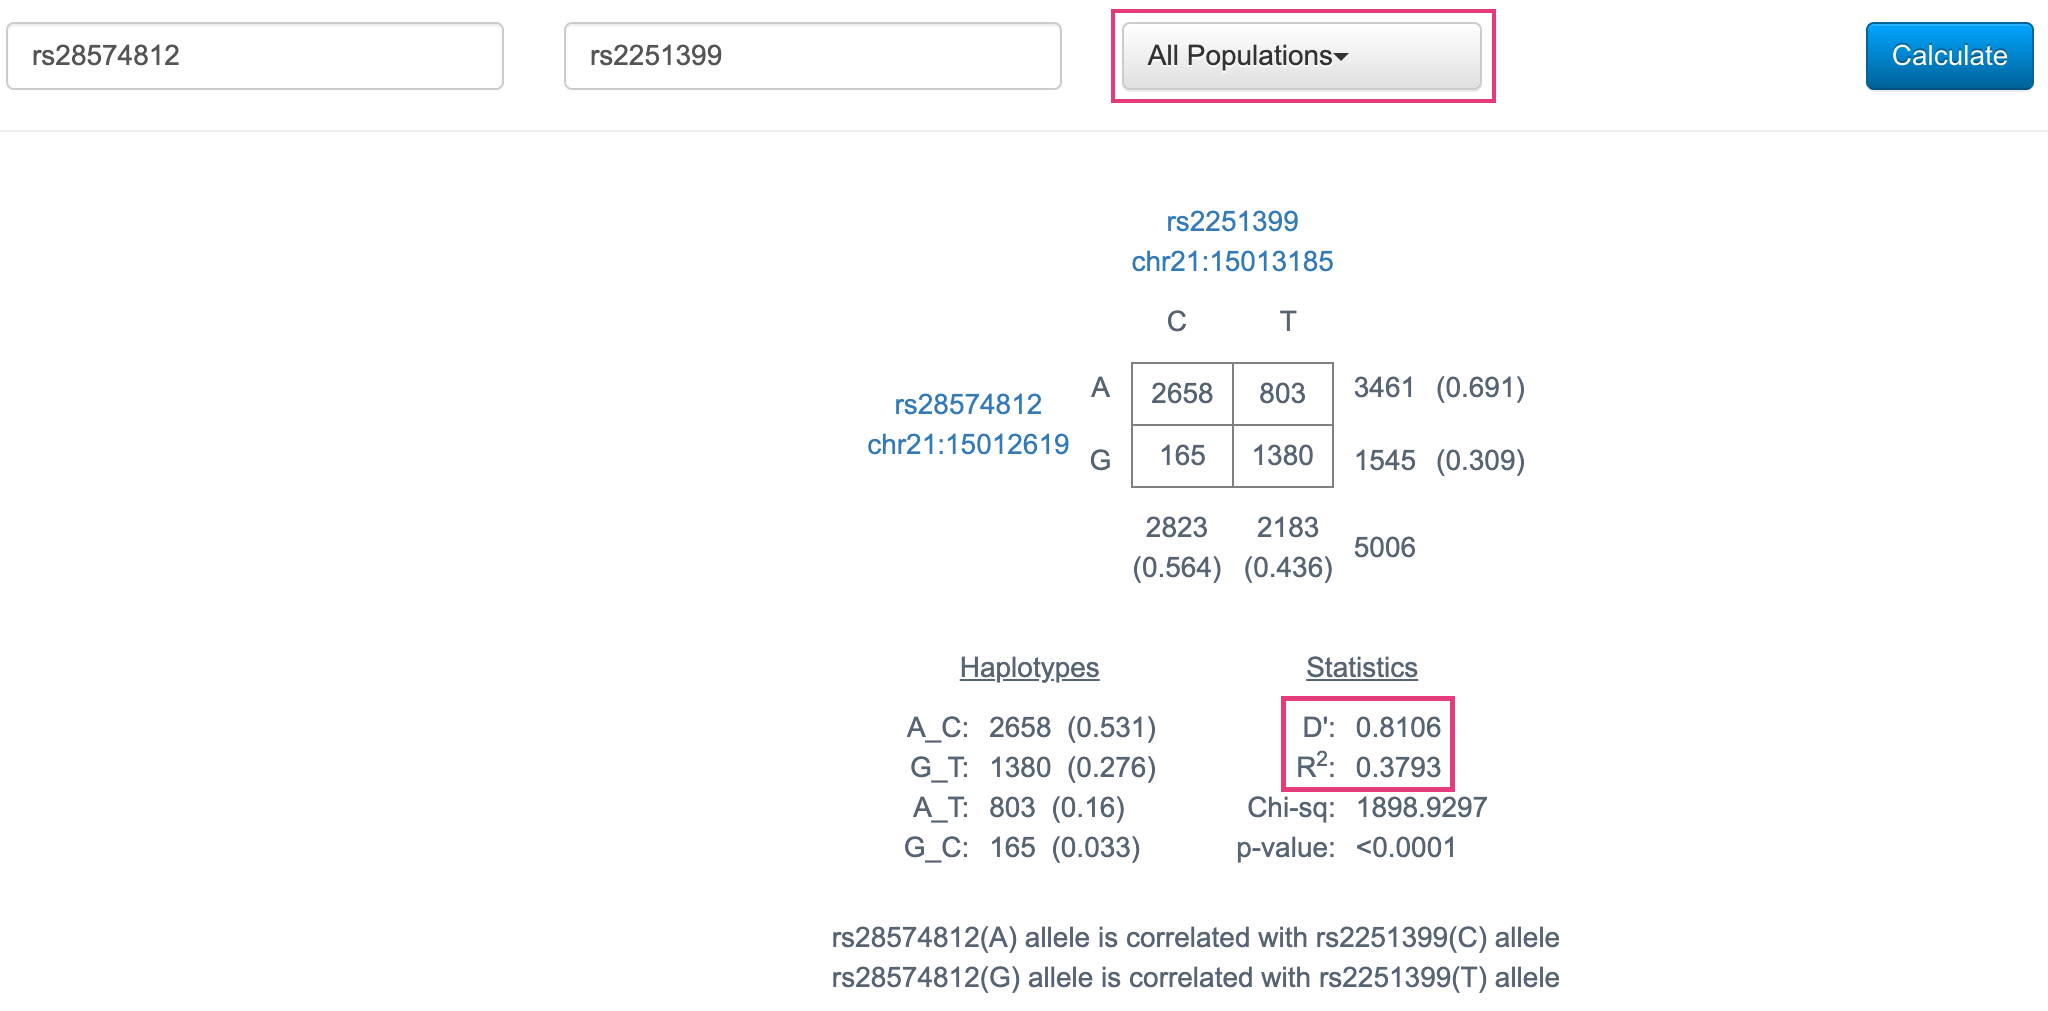 rs28574812
rs2251399
All Populations
Calculate
rs2251399
chr21:15013185
C T
A 2658 803 3461 (0.691)
rs28574812
chr21:15012619
G 165 1380 1545 (0.309)
2823 2183
5006
(0.564) (0.436)
Haplotypes Statistics
A_C: 2658 (0.531) D': 0.8106
G_T: 1380 (0.276) R²: 0.3793
A_T: 803 (0.16) Chi-sq: 1898.9297
G_C: 165 (0.033) p-value: <0.0001
rs28574812(A) allele is correlated with rs2251399(C) allele
rs28574812(G) allele is correlated with rs2251399(T) allele